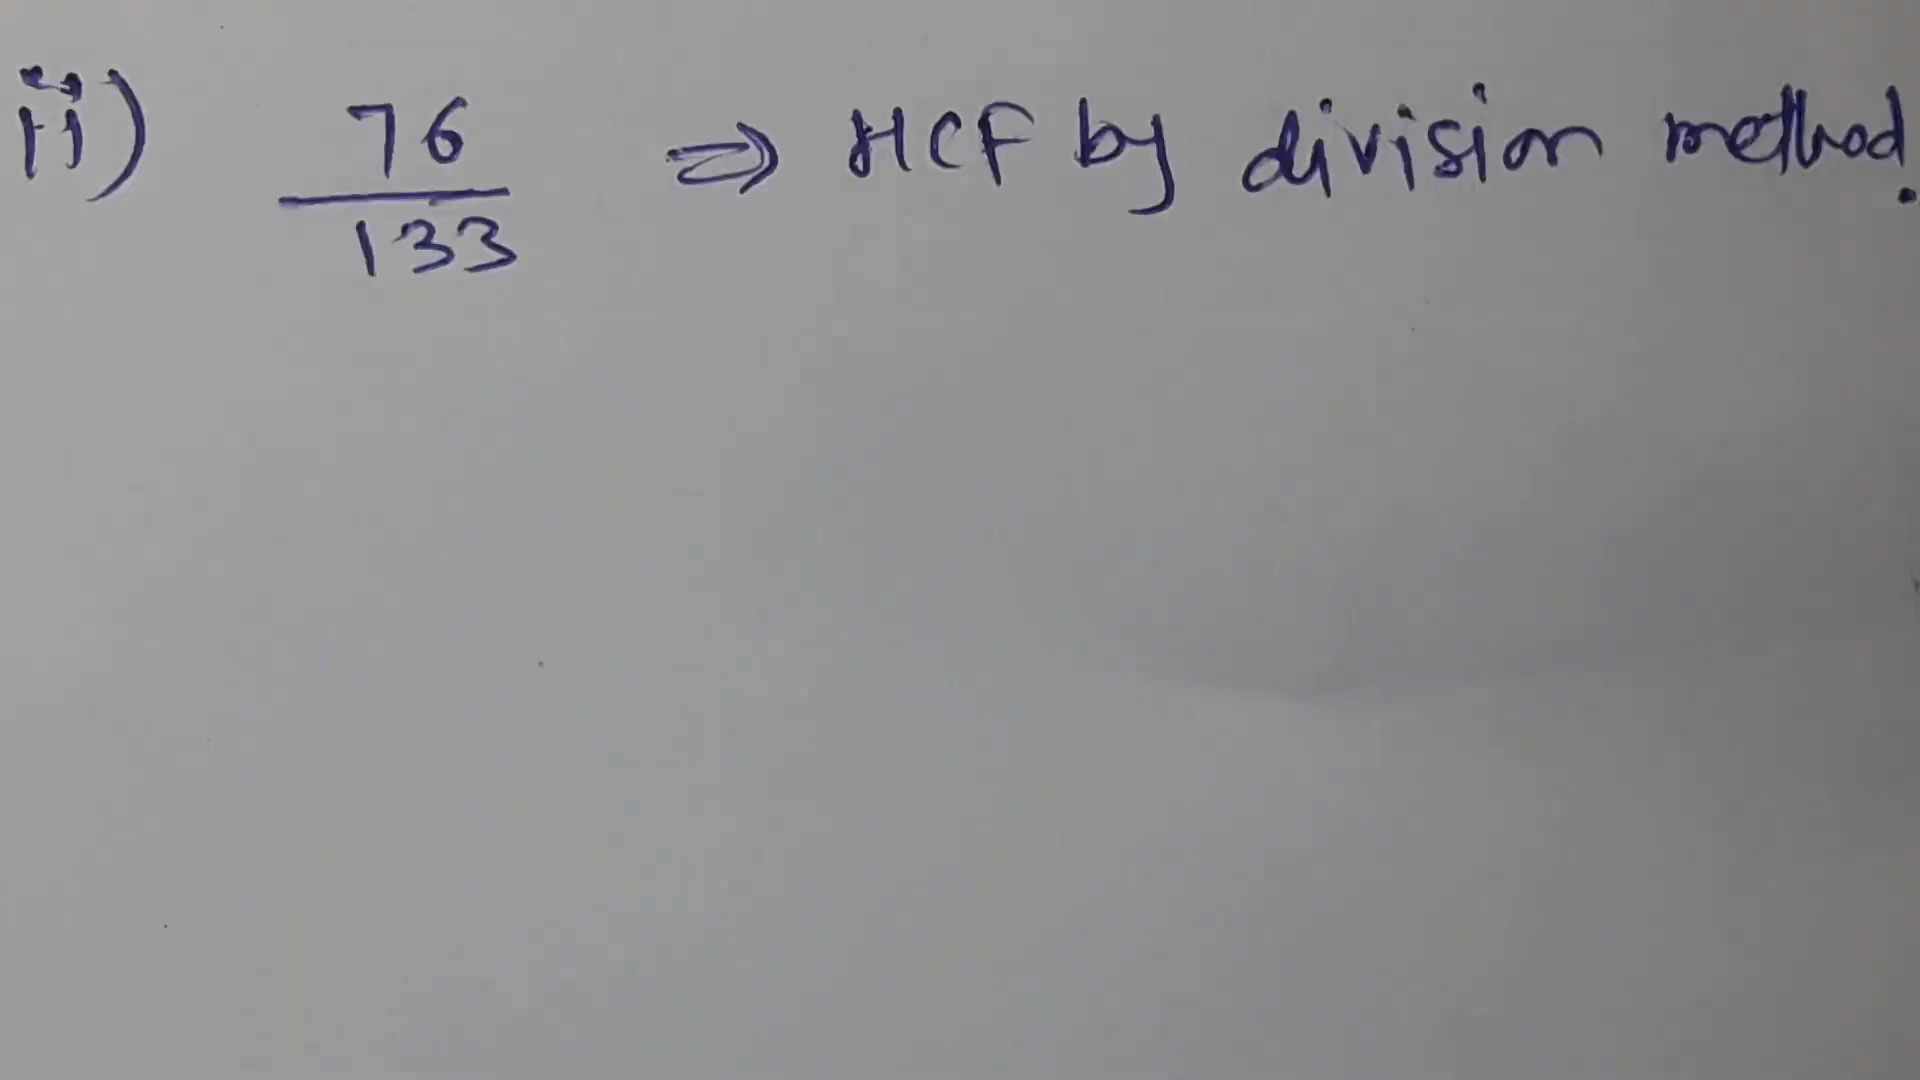 ii) 76/133 ⇒ HCF by division method.